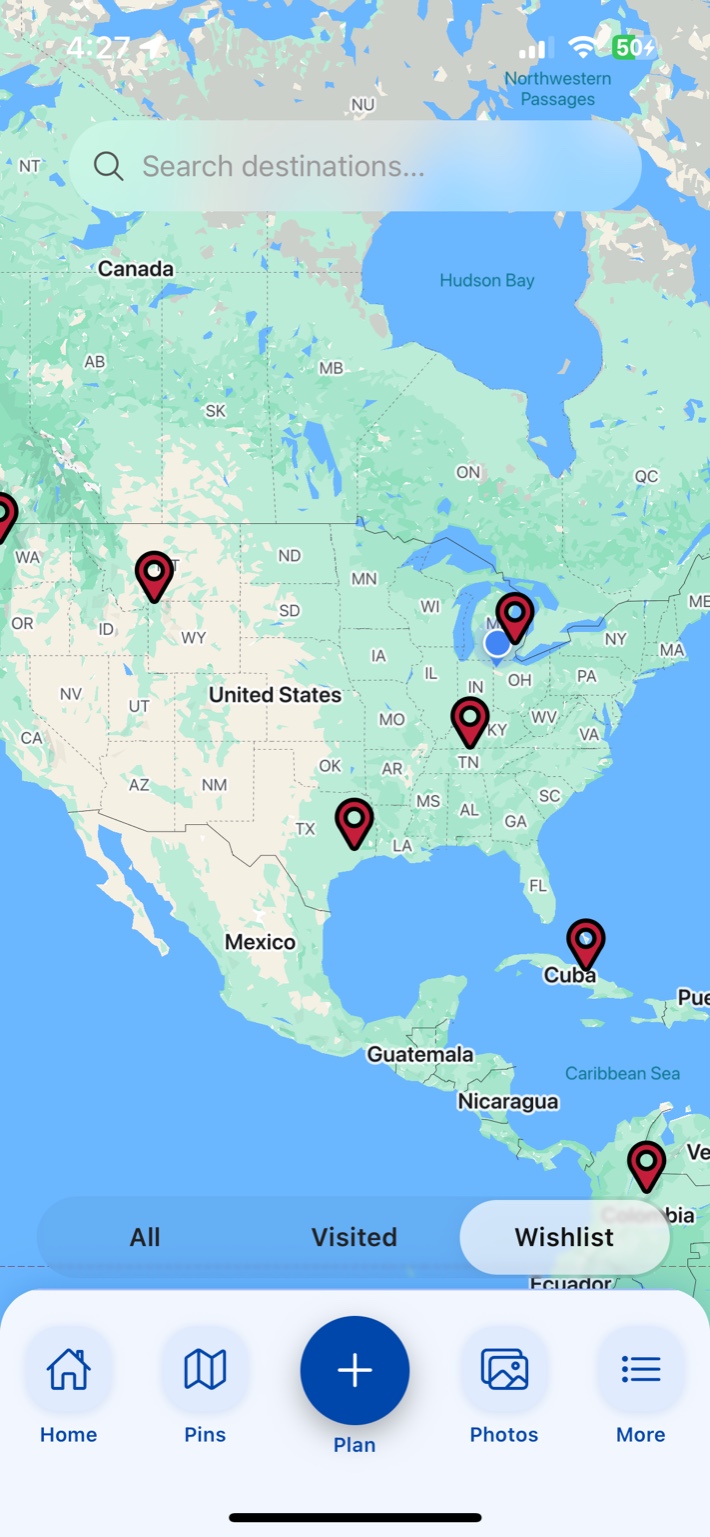 4:27
50
Northwestern
Passages
NU
NT
Search destinations...
Canada
Hudson Bay
AB
MB
SK
ON
QC
WA
ND
MN
ME
OR
ID
SD
WI
NY
MA
WY
IA
IL
IN
OH
PA
NV
UT
United States
MO
KY
WV
VA
CA
OK
AR
TN
AZ
NM
MS
AL
SC
TX
GA
LA
FL
Mexico
Cuba
Pue
Guatemala
Caribbean Sea
Nicaragua
Ve
Colombia
All
Visited
Wishlist
Ecuador
Home
Pins
Plan
Photos
More